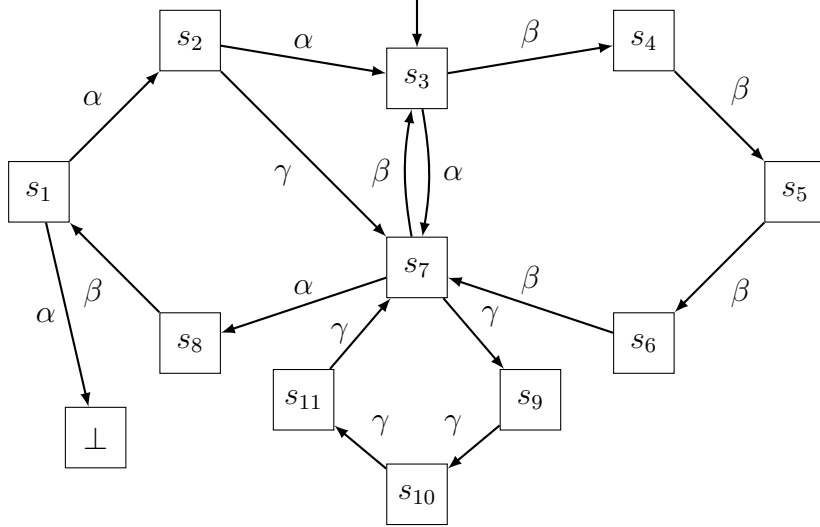 s₂ α s₃ β s₄
α β
γ β α
s₁ s₅
s₇
α β α β β
s₈ γ γ s₆
s₁₁ s₉
⊥ γ γ
s₁₀